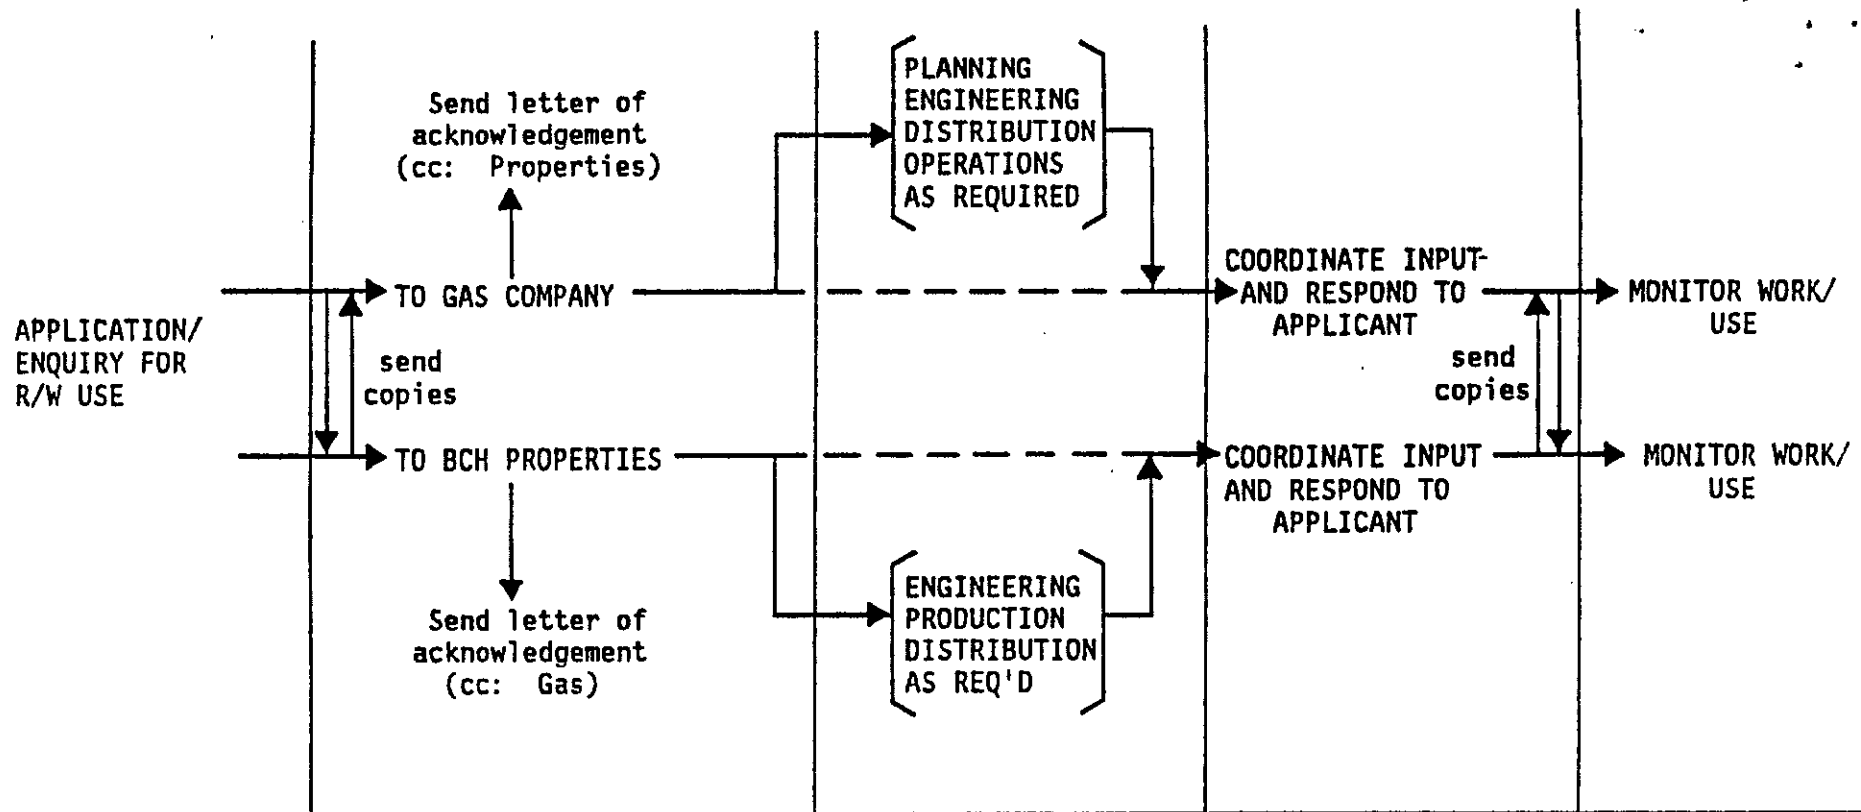 APPLICATION/
ENQUIRY FOR
R/W USE
Send letter of
acknowledgement
(cc: Properties)
TO GAS COMPANY
send
copies
TO BCH PROPERTIES
Send letter of
acknowledgement
(cc: Gas)
PLANNING
ENGINEERING
DISTRIBUTION
OPERATIONS
AS REQUIRED
ENGINEERING
PRODUCTION
DISTRIBUTION
AS REQ'D
COORDINATE INPUT-
AND RESPOND TO
APPLICANT
COORDINATE INPUT
AND RESPOND TO
APPLICANT
send
copies
MONITOR WORK/
USE
MONITOR WORK/
USE